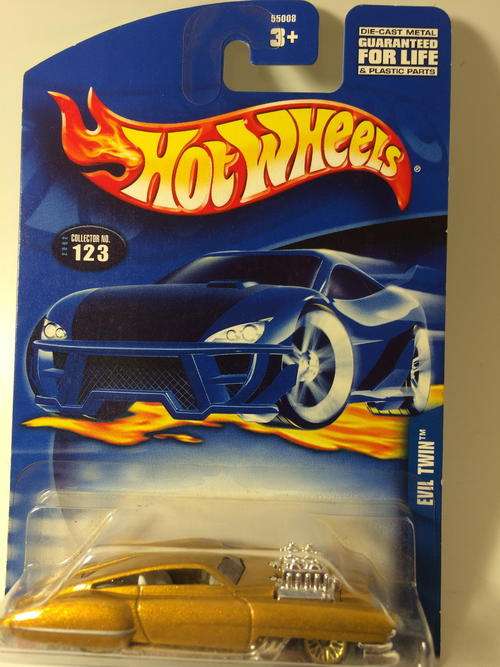 55008
3+
DIE-CAST METAL
GUARANTEED
FOR LIFE
& PLASTIC PARTS
HOT WHEELS®
COLLECTOR NO.
123
EVIL TWIN™